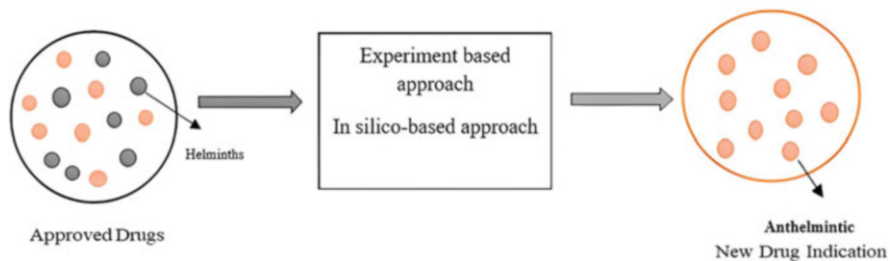 Helminths
Approved Drugs
Experiment based
approach
In silico-based approach
Anthelmintic
New Drug Indication